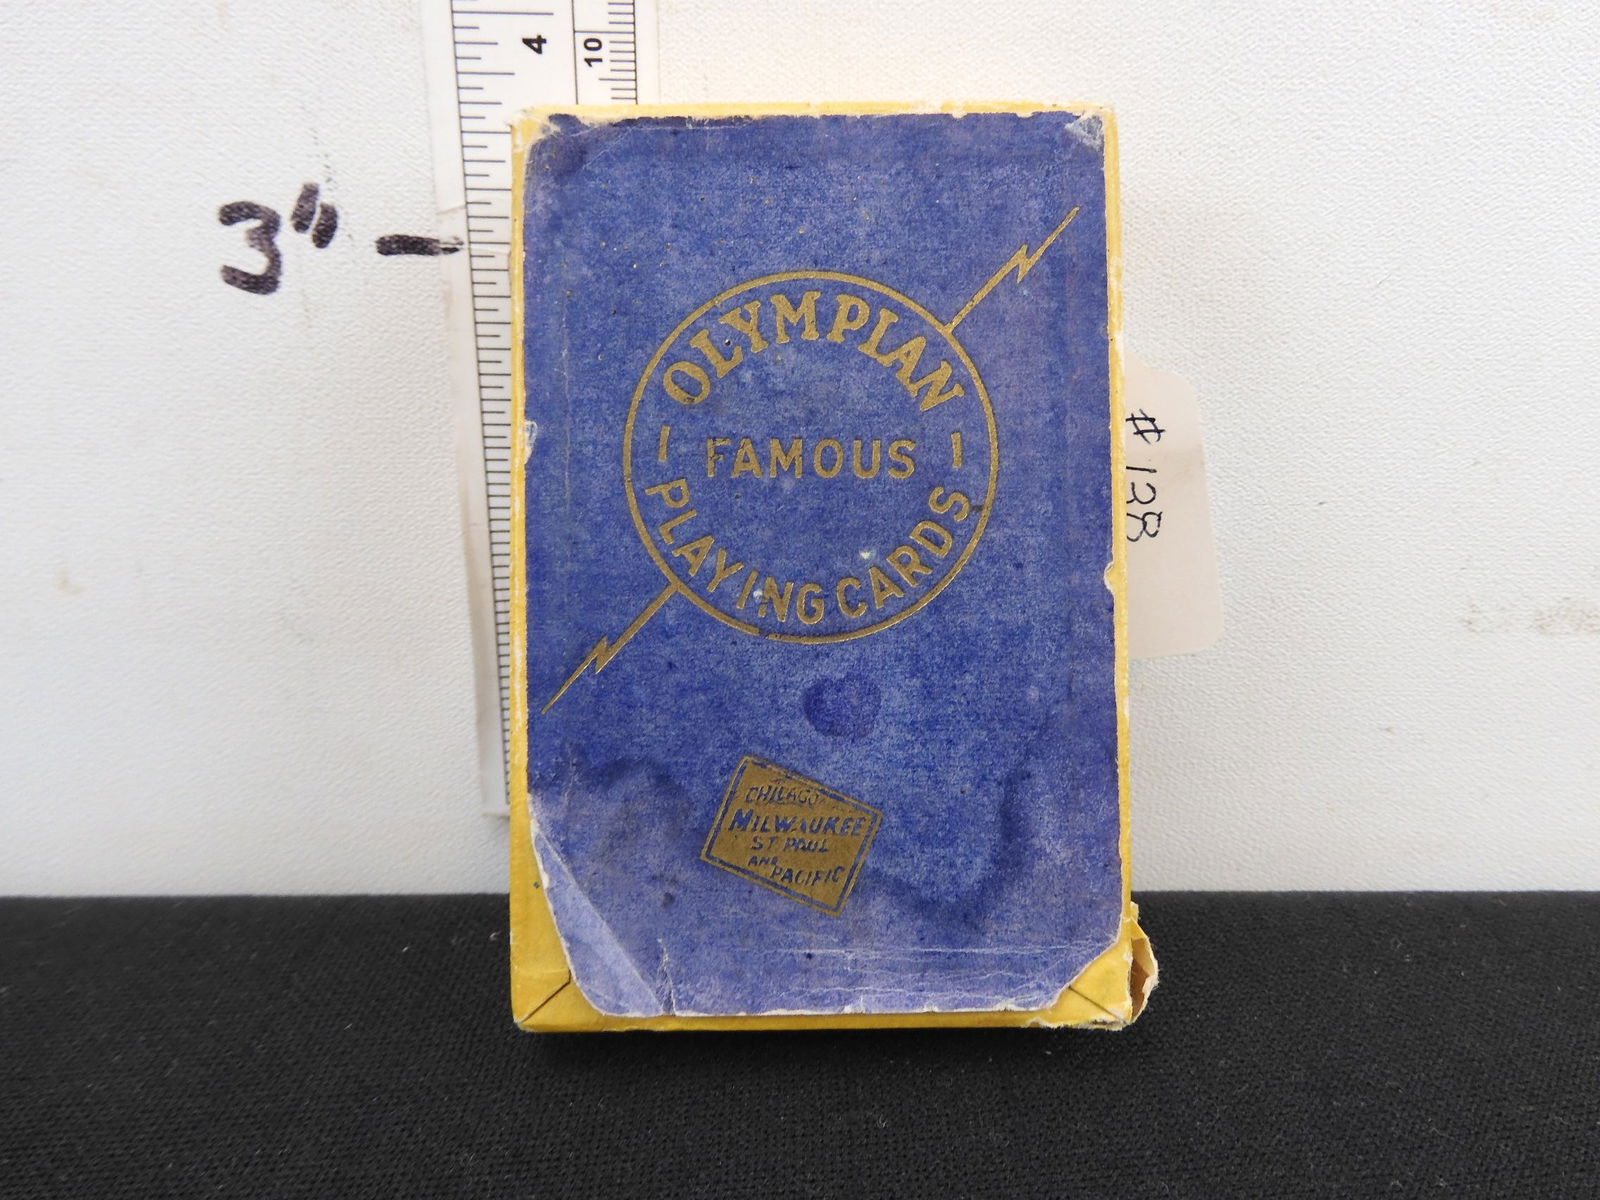 4
10
3"
OLYMPIAN
FAMOUS
PLAYING CARDS
# 138
CHICAGO
MILWAUKEE
ST PAUL
AND
PACIFIC